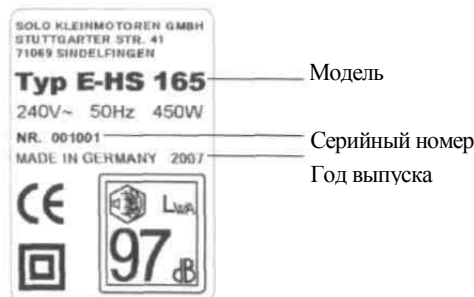 SOLO KLEINMOTOREN GMBH
STUTTGARTER STR. 41
71069 SINDELFINGEN
Typ E-HS 165
Модель
240V~ 50Hz 450W
NR. 001001
Серийный номер
MADE IN GERMANY 2007
Год выпуска
CE
LWA
97
dB